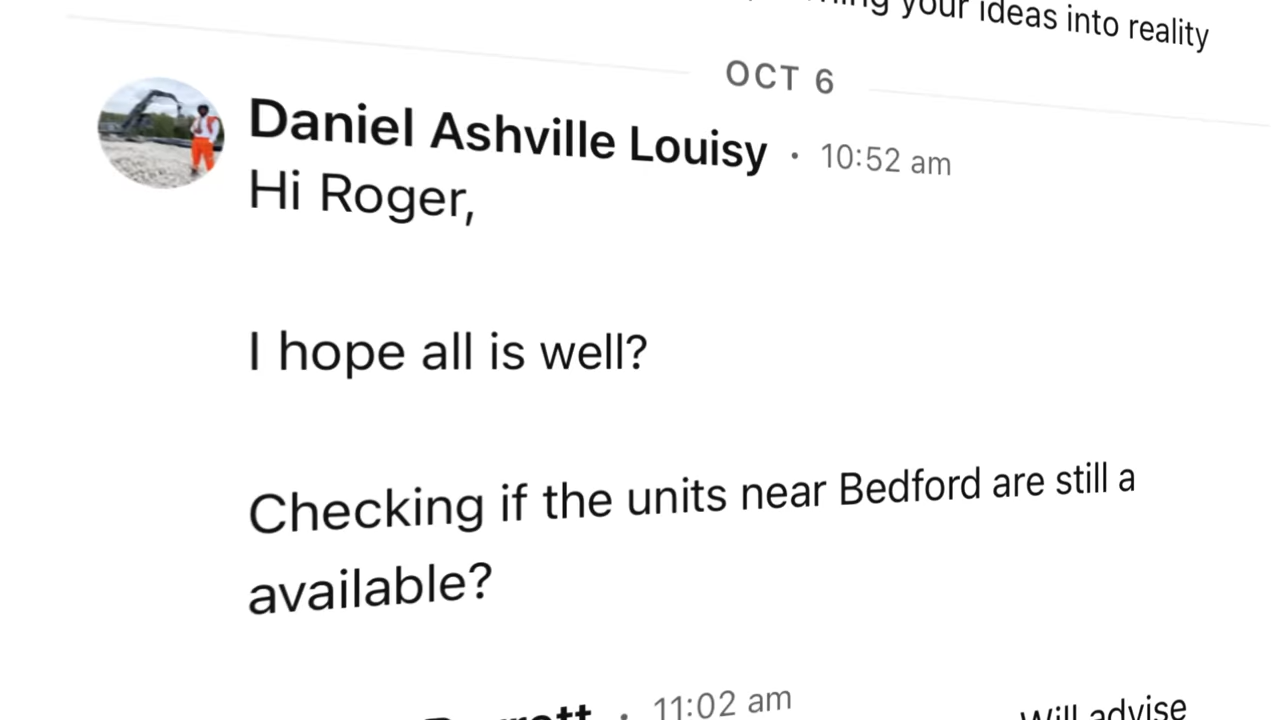 your ideas into reality
OCT 6
Daniel Ashville Louisy · 10:52 am
Hi Roger,
I hope all is well?
Checking if the units near Bedford are still a
available?
· 11:02 am
Will advise